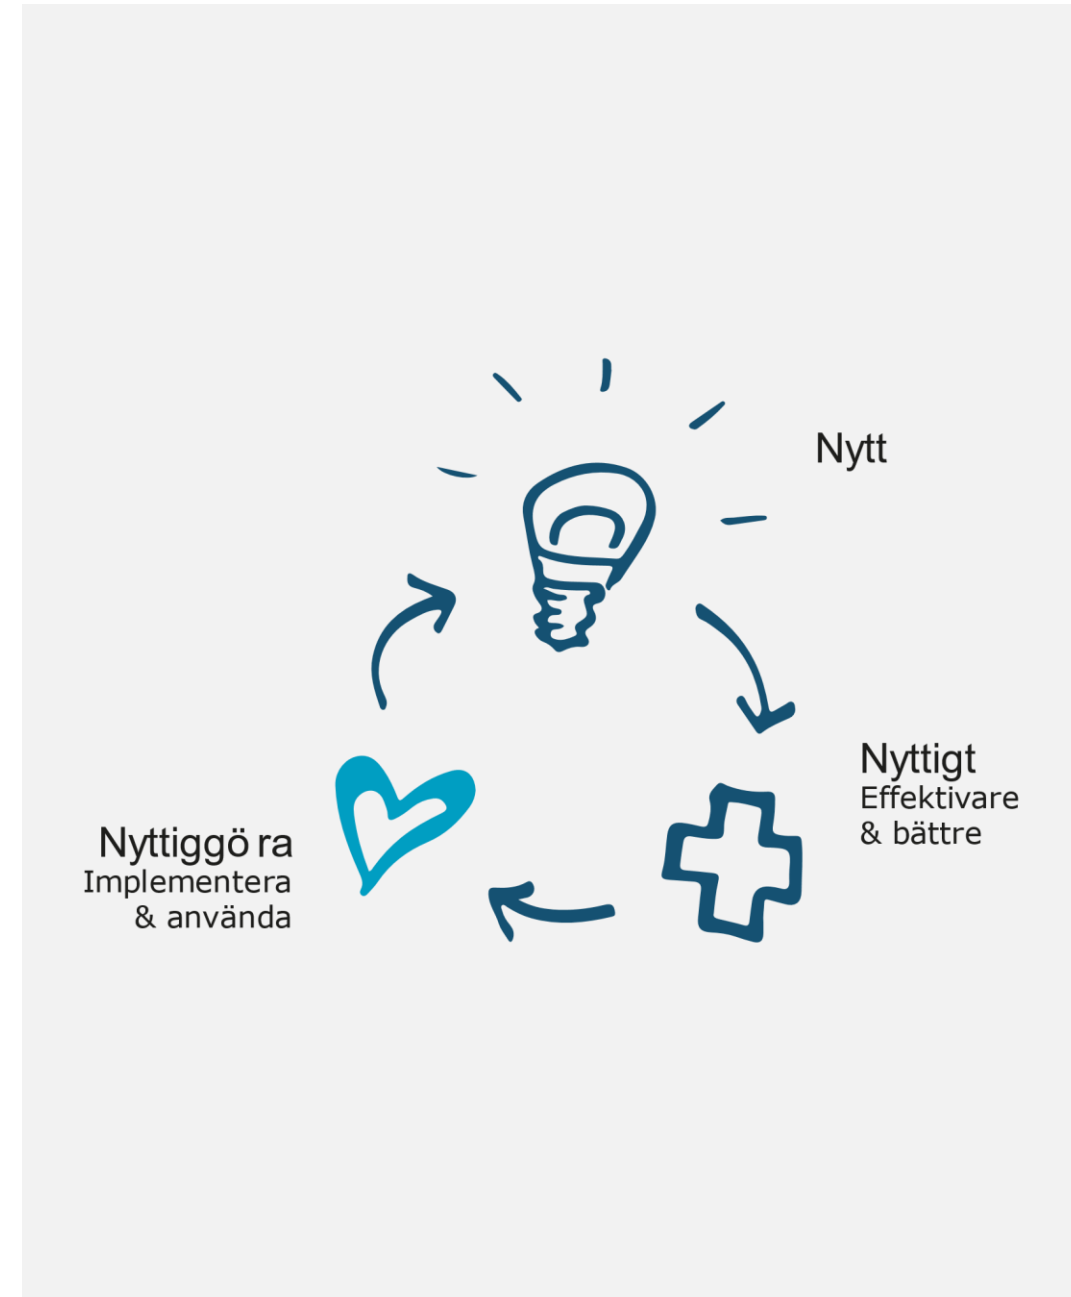 Nytt
Nyttigt
Effektivare
& bättre
Nyttiggö ra
Implementera
& använda